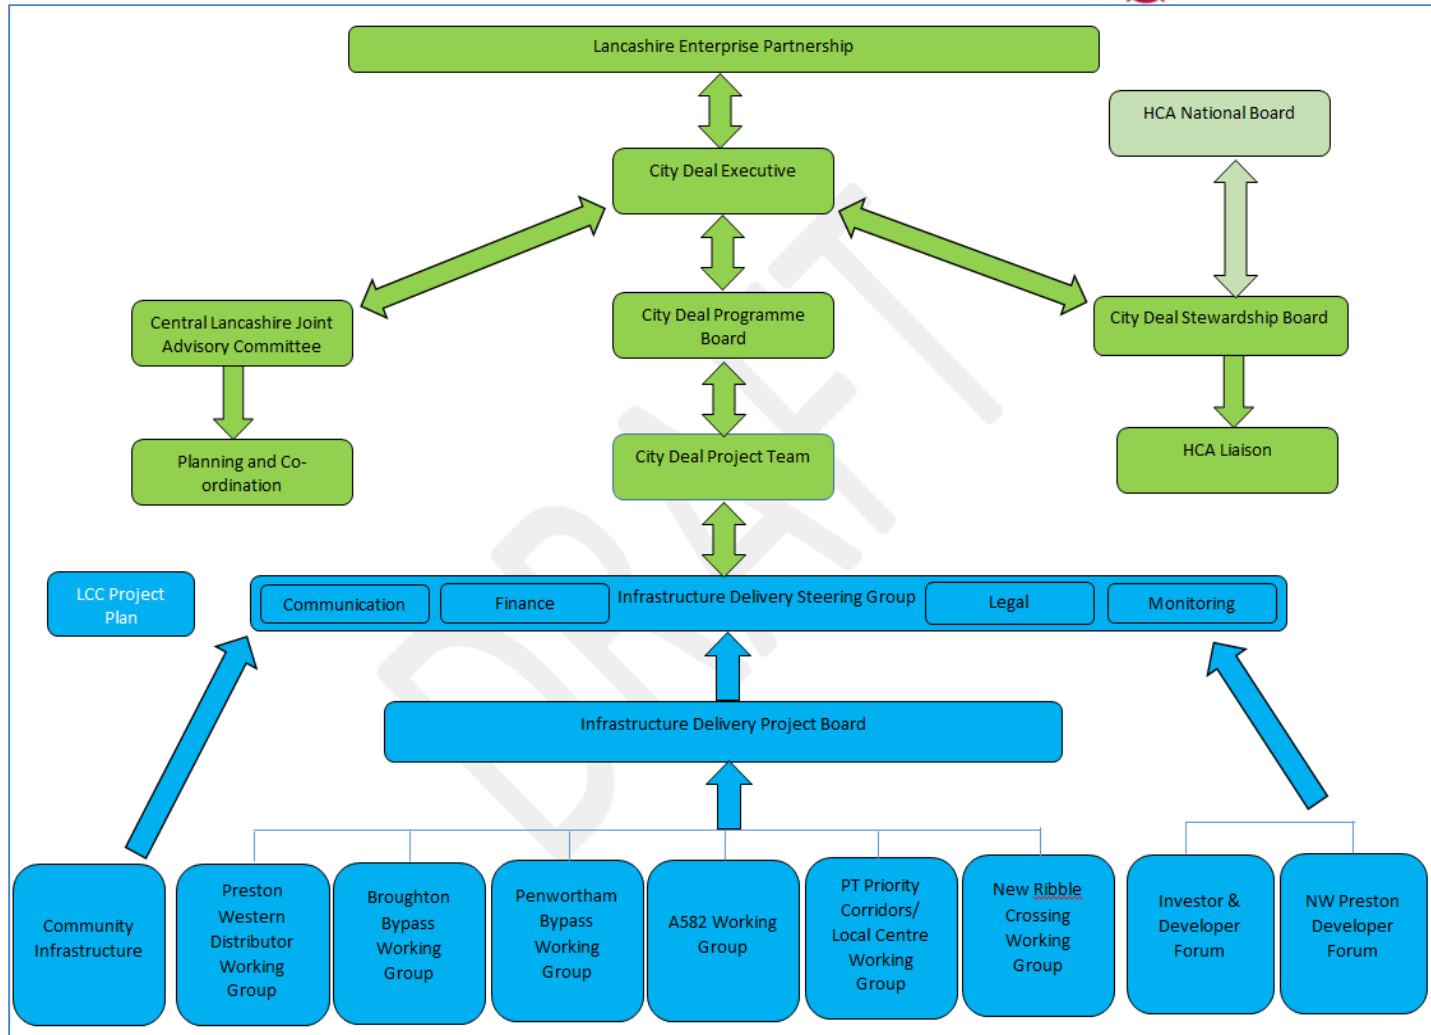 Lancashire Enterprise Partnership
HCA National Board
City Deal Executive
Central Lancashire Joint
Advisory Committee
City Deal Programme
Board
City Deal Stewardship Board
Planning and Co-
ordination
City Deal Project Team
HCA Liaison
LCC Project
Plan
Communication
Finance
Infrastructure Delivery Steering Group
Legal
Monitoring
Infrastructure Delivery Project Board
Community
Infrastructure
Preston
Western
Distributor
Working
Group
Broughton
Bypass
Working
Group
Penwortham
Bypass
Working
Group
A582 Working
Group
PT Priority
Corridors/
Local Centre
Working
Group
New Ribble
Crossing
Working
Group
Investor &
Developer
Forum
NW Preston
Developer
Forum
DRAFT